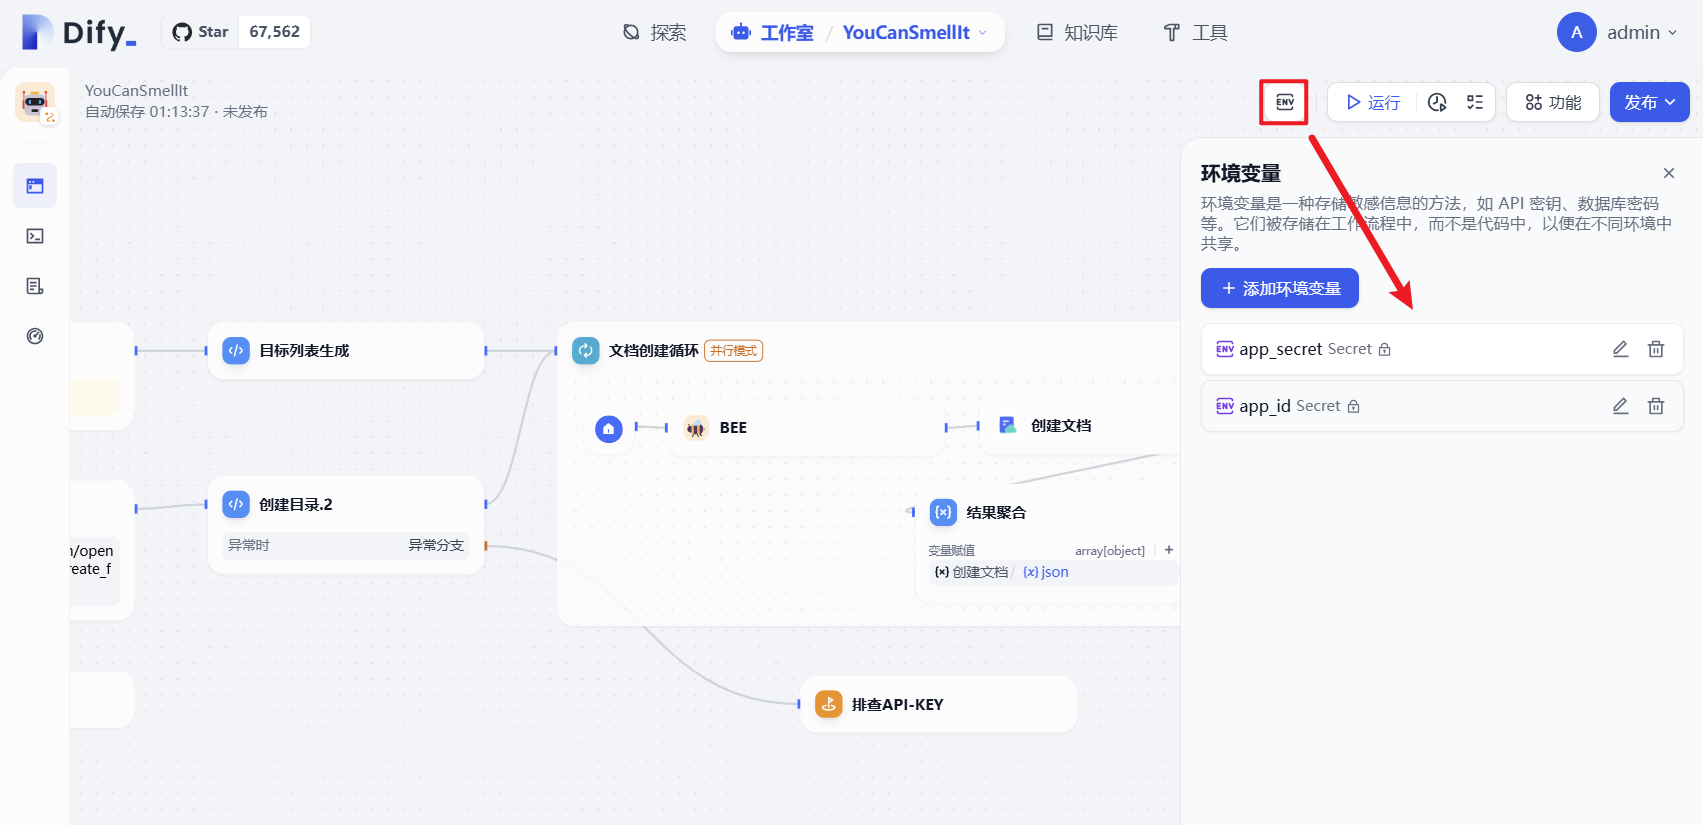 Dify_
Star 67,562
探索
工作室 / YouCanSmellIt
知识库
工具
A admin
YouCanSmellIt
自动保存 01:13:37 · 未发布
ENV
运行
功能
发布
环境变量
环境变量是一种存储敏感信息的方法，如 API 密钥、数据库密码
等。它们被存储在工作流程中，而不是代码中，以便在不同环境中
共享。
+ 添加环境变量
ENV app_secret Secret
ENV app_id Secret
目标列表生成
文档创建循环 并行模式
BEE
创建文档
创建目录.2
异常时 异常分支
n/open
reate_f
结果聚合
变量赋值 array[object] +
{x} 创建文档 / {x} json
排查API-KEY